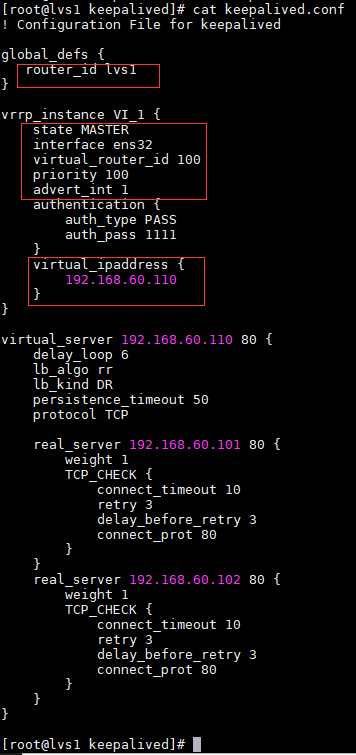 [root@lvs1 keepalived]# cat keepalived.conf
! Configuration File for keepalived
global_defs {
router_id lvs1
}
vrrp_instance VI_1 {
state MASTER
interface ens32
virtual_router_id 100
priority 100
advert_int 1
authentication {
auth_type PASS
auth_pass 1111
}
virtual_ipaddress {
192.168.60.110
}
}
virtual_server 192.168.60.110 80 {
delay_loop 6
lb_algo rr
lb_kind DR
persistence_timeout 50
protocol TCP
real_server 192.168.60.101 80 {
weight 1
TCP_CHECK {
connect_timeout 10
retry 3
delay_before_retry 3
connect_prot 80
}
}
real_server 192.168.60.102 80 {
weight 1
TCP_CHECK {
connect_timeout 10
retry 3
delay_before_retry 3
connect_prot 80
}
}
}
[root@lvs1 keepalived]#